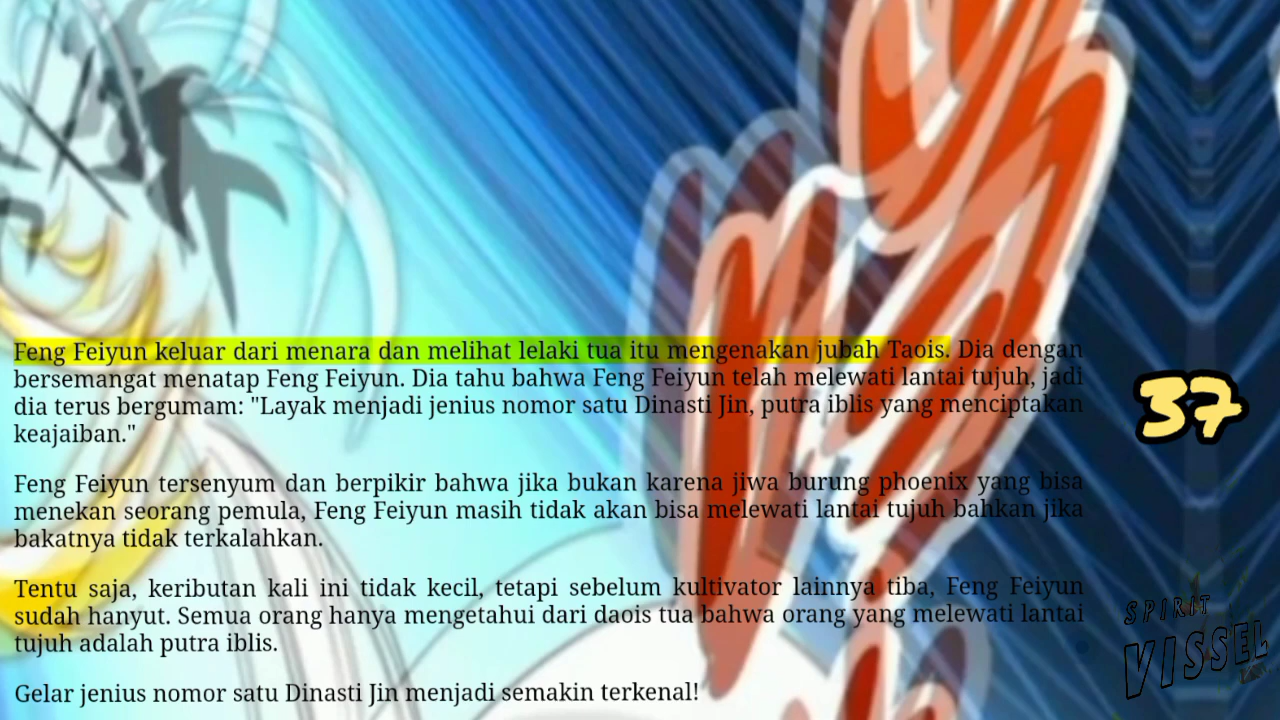 Feng Feiyun keluar dari menara dan melihat lelaki tua itu mengenakan jubah Taois. Dia dengan
bersemangat menatap Feng Feiyun. Dia tahu bahwa Feng Feiyun telah melewati lantai tujuh, jadi
dia terus bergumam: "Layak menjadi jenius nomor satu Dinasti Jin, putra iblis yang menciptakan
keajaiban."
Feng Feiyun tersenyum dan berpikir bahwa jika bukan karena jiwa burung phoenix yang bisa
menekan seorang pemula, Feng Feiyun masih tidak akan bisa melewati lantai tujuh bahkan jika
bakatnya tidak terkalahkan.
Tentu saja, keributan kali ini tidak kecil, tetapi sebelum kultivator lainnya tiba, Feng Feiyun
sudah hanyut. Semua orang hanya mengetahui dari daois tua bahwa orang yang melewati lantai
tujuh adalah putra iblis.
Gelar jenius nomor satu Dinasti Jin menjadi semakin terkenal!
37
SPIRIT
VISSEL